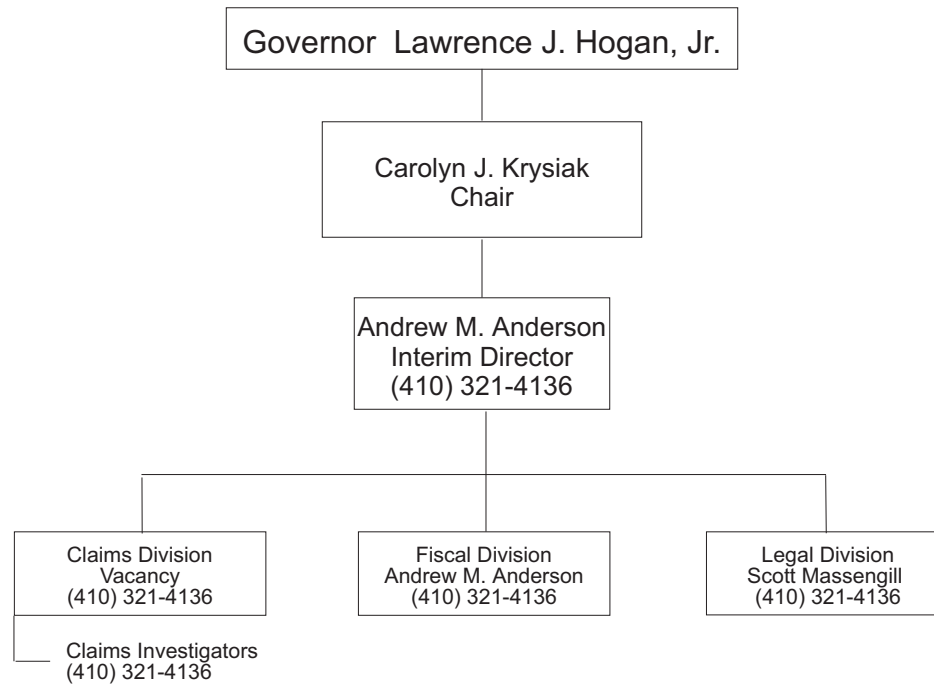 Governor  Lawrence J. Hogan, Jr.
Carolyn J. Krysiak
Chair
Andrew M. Anderson
Interim Director
(410) 321-4136
Claims Division
Vacancy
(410) 321-4136
Claims Investigators
(410) 321-4136
Fiscal Division
Andrew M. Anderson
(410) 321-4136
Legal Division
Scott Massengill
(410) 321-4136